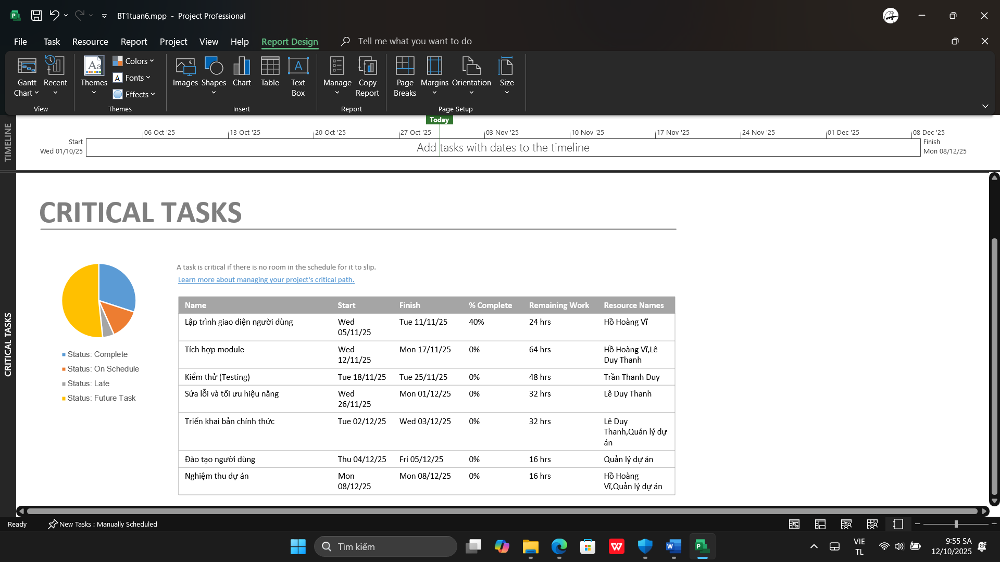 BT1tuan6.mpp - Project Professional
File Task Resource Report Project View Help Report Design Tell me what you want to do
Gantt Chart Recent
View
Themes
Colors
Fonts
Effects
Themes
Images Shapes Chart Table Text Box
Insert
Manage Copy Report
Report
Page Breaks Margins Orientation Size
Page Setup
TIMELINE
Today
06 Oct '25 13 Oct '25 20 Oct '25 27 Oct '25 03 Nov '25 10 Nov '25 17 Nov '25 24 Nov '25 01 Dec '25 08 Dec '25
Start
Wed 01/10/25
Add tasks with dates to the timeline
Finish
Mon 08/12/25
CRITICAL TASKS
CRITICAL TASKS
Status: Complete
Status: On Schedule
Status: Late
Status: Future Task
A task is critical if there is no room in the schedule for it to slip.
Learn more about managing your project's critical path.
Name Start Finish % Complete Remaining Work Resource Names
Lập trình giao diện người dùng Wed 05/11/25 Tue 11/11/25 40% 24 hrs Hồ Hoàng Vĩ
Tích hợp module Wed 12/11/25 Mon 17/11/25 0% 64 hrs Hồ Hoàng Vĩ,Lê Duy Thanh
Kiểm thử (Testing) Tue 18/11/25 Tue 25/11/25 0% 48 hrs Trần Thanh Duy
Sửa lỗi và tối ưu hiệu năng Wed 26/11/25 Mon 01/12/25 0% 32 hrs Lê Duy Thanh
Triển khai bản chính thức Tue 02/12/25 Wed 03/12/25 0% 32 hrs Lê Duy Thanh,Quản lý dự án
Đào tạo người dùng Thu 04/12/25 Fri 05/12/25 0% 16 hrs Quản lý dự án
Nghiệm thu dự án Mon 08/12/25 Mon 08/12/25 0% 16 hrs Hồ Hoàng Vĩ,Quản lý dự án
Ready New Tasks : Manually Scheduled
Tìm kiếm
VIE
TL
9:55 SA
12/10/2025